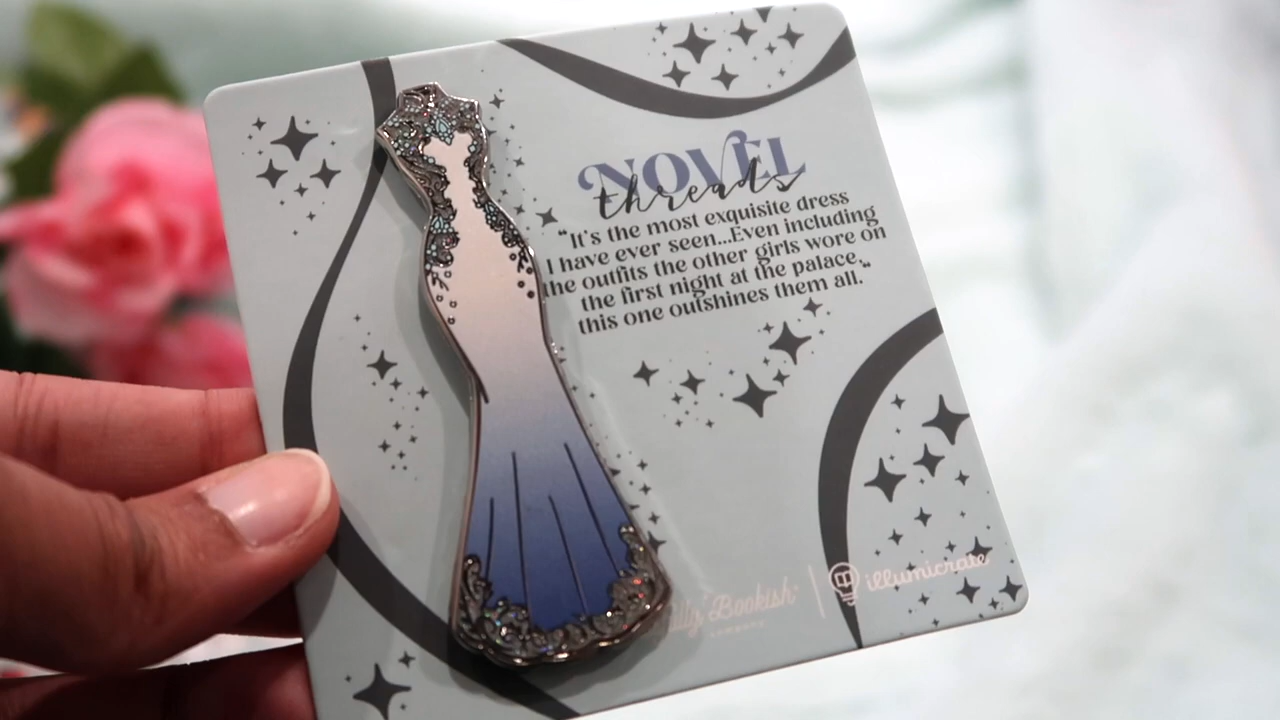 NOVEL
threads
“It's the most exquisite dress
I have ever seen...Even including
the outfits the other girls wore on
the first night at the palace,
this one outshines them all.“
Bookish
illumicrate